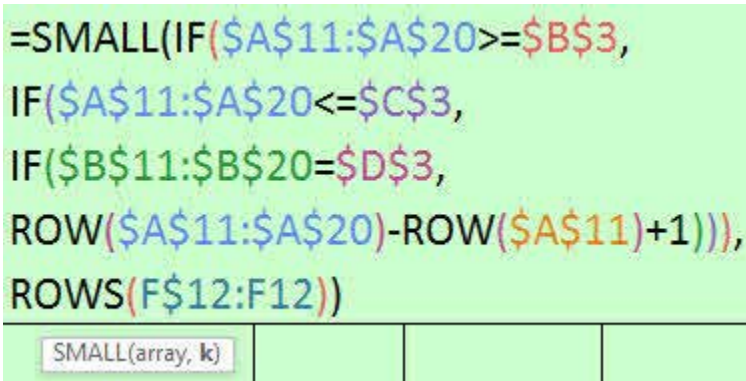 =SMALL(IF($A$11:$A$20>=$B$3,
IF($A$11:$A$20<=$C$3,
IF($B$11:$B$20=$D$3,
ROW($A$11:$A$20)-ROW($A$11)+1))),
ROWS(F$12:F12))
SMALL(array, k)